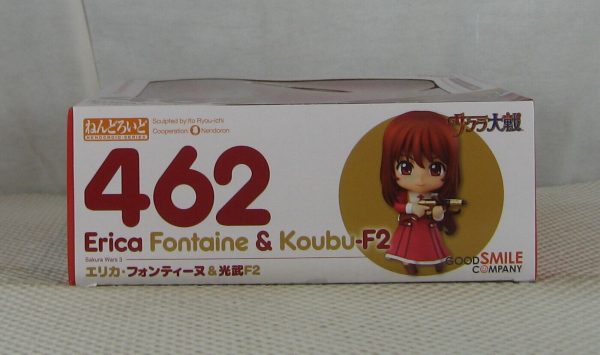 ねんどろいど
NENDOROID SERIES
Sculpted by Ito Ryou-ichi
Cooperation Nendoron
サクラ大戦
462
Erica Fontaine & Koubu-F2
Sakura Wars 3
エリカ・フォンティーヌ&光武F2
GOOD SMILE
COMPANY